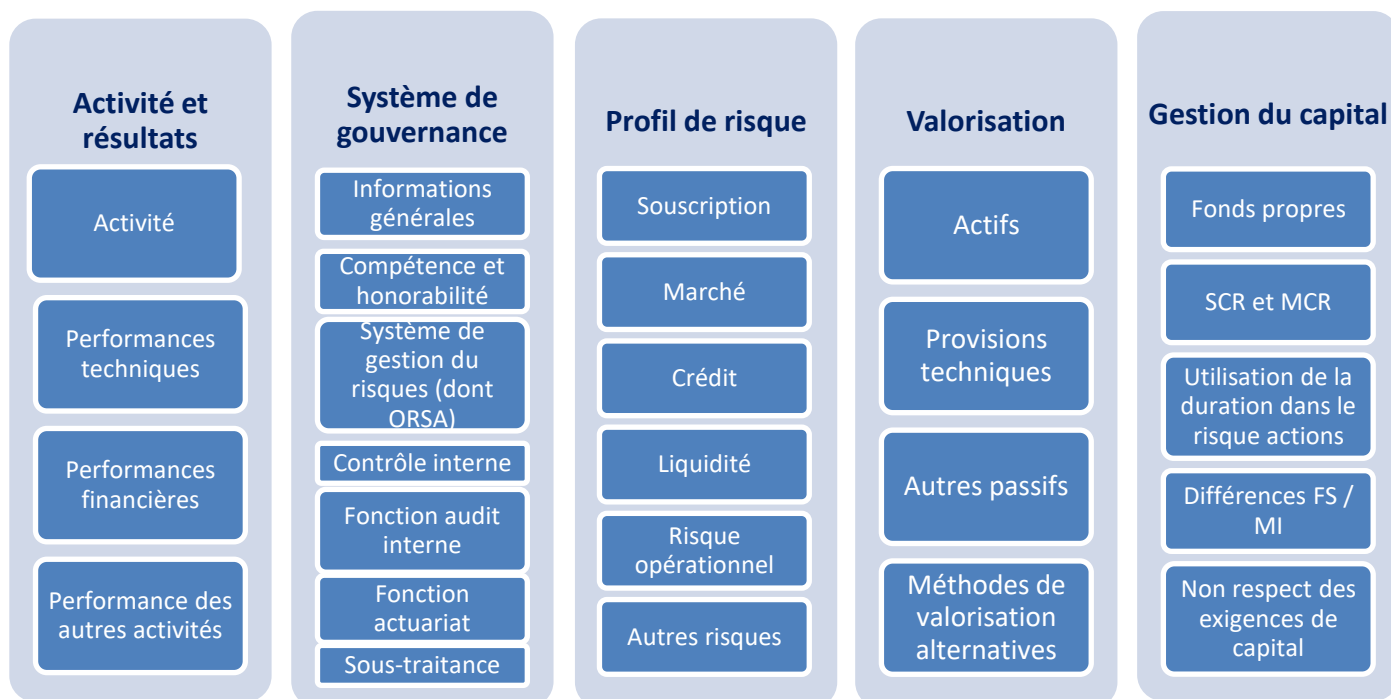 Activité et
résultats
Activité
Performances
techniques
Performances
financières
Performance des
autres activités
Système de
gouvernance
Informations
générales
Compétence et
honorabilité
Système de
gestion du
risques (dont
ORSA)
Contrôle interne
Fonction audit
interne
Fonction
actuariat
Sous-traitance
Profil de risque
Souscription
Marché
Crédit
Liquidité
Risque
opérationnel
Autres risques
Valorisation
Actifs
Provisions
techniques
Autres passifs
Méthodes de
valorisation
alternatives
Gestion du capital
Fonds propres
SCR et MCR
Utilisation de la
duration dans le
risque actions
Différences FS /
MI
Non respect des
exigences de
capital